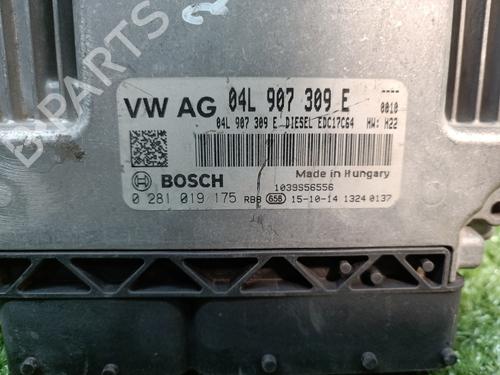 B PARTS
VW AG 04L 907 309 E
----
0010
04L 907 309 E DIESEL EDC17C64 HW: H22
Made in Hungary
BOSCH
1039S56556
0 281 019 175 RBB 658 15-10-14 1324 0137